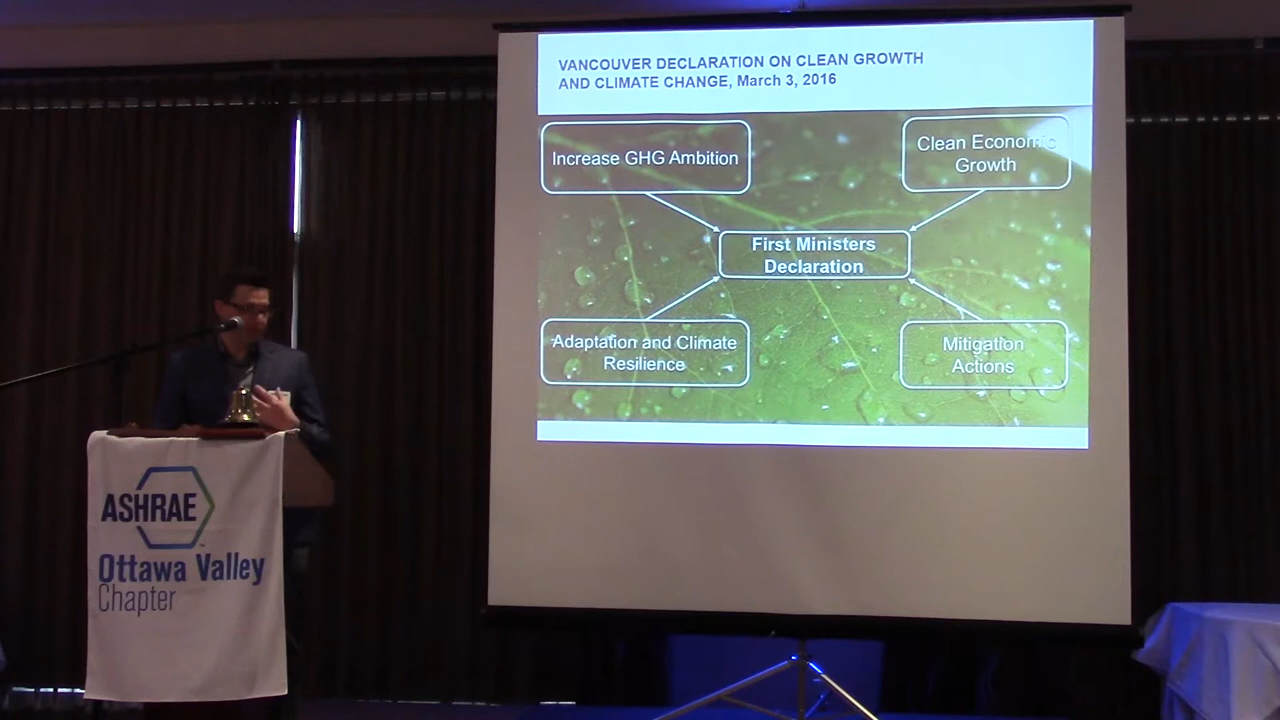 VANCOUVER DECLARATION ON CLEAN GROWTH
AND CLIMATE CHANGE, March 3, 2016
Increase GHG Ambition
Clean Economic
Growth
First Ministers
Declaration
Adaptation and Climate
Resilience
Mitigation
Actions
ASHRAE
Ottawa Valley
Chapter